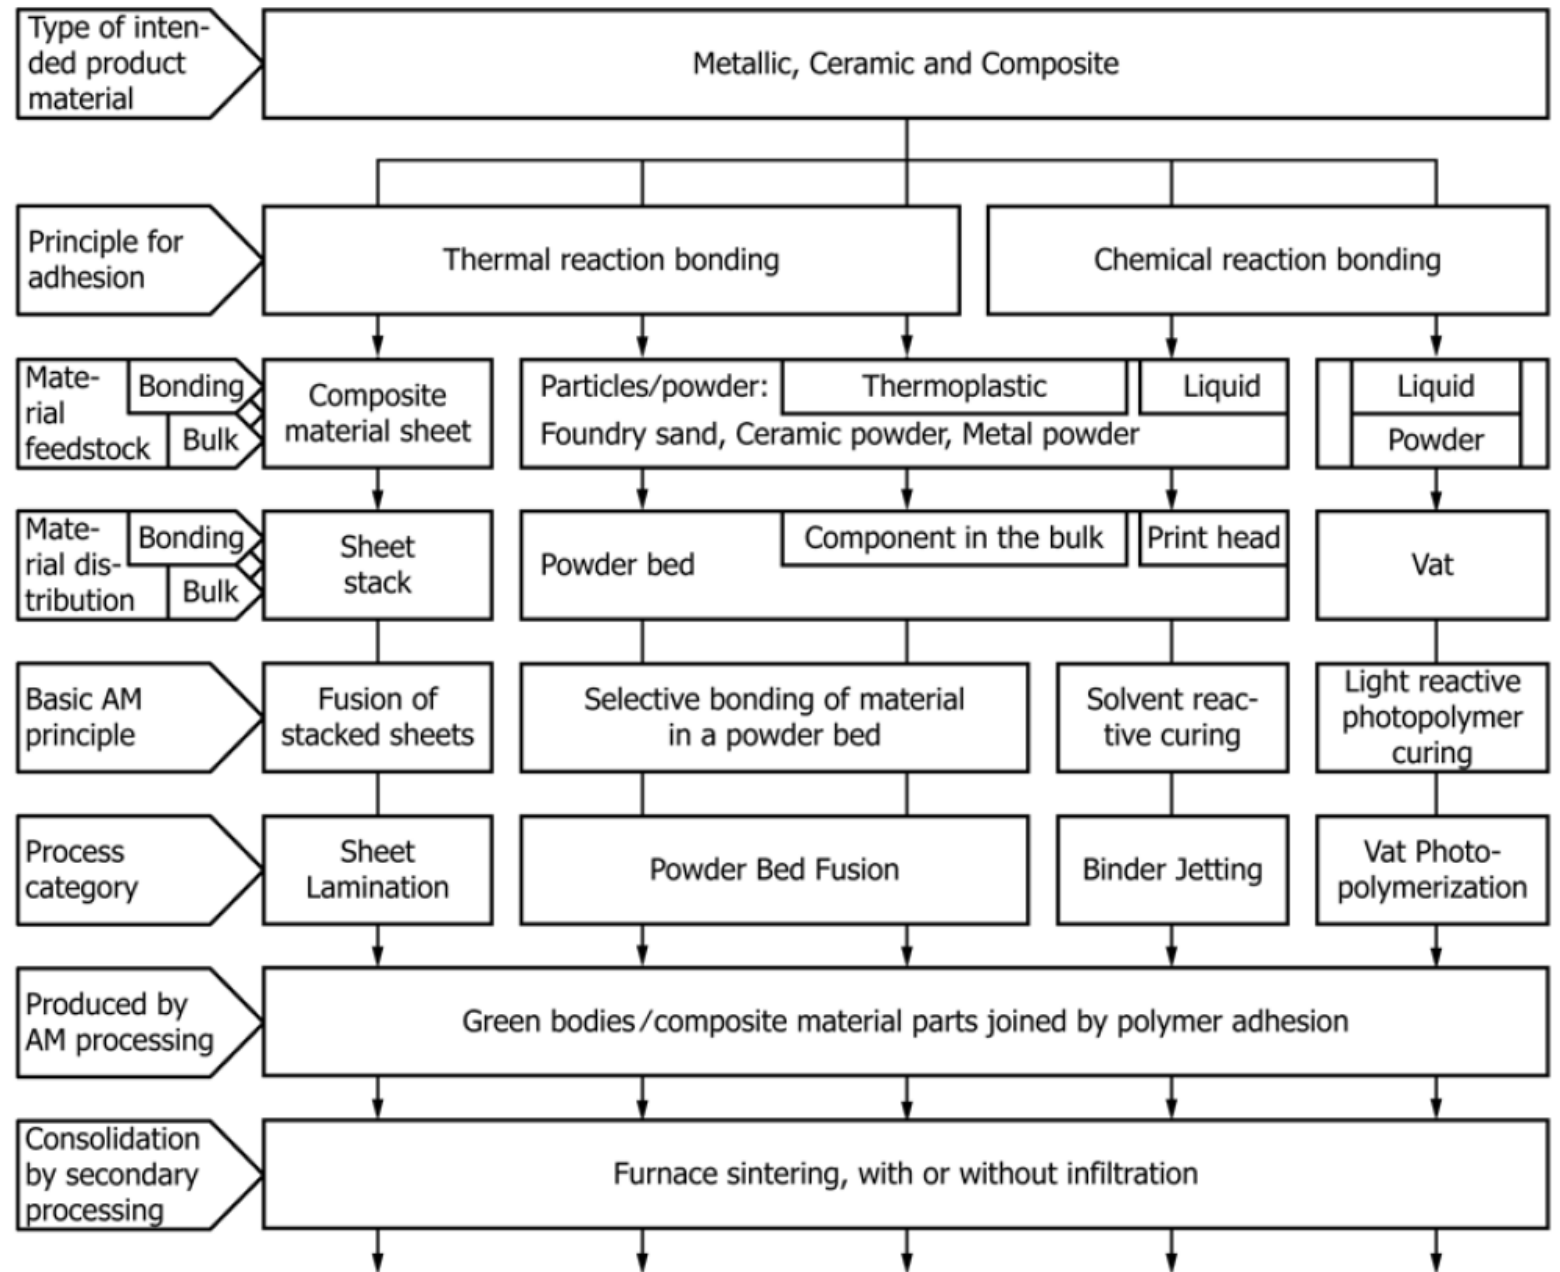 Type of inten-
ded product
material
Metallic, Ceramic and Composite
Principle for
adhesion
Thermal reaction bonding
Chemical reaction bonding
Mate-
rial
feedstock
Bonding
Bulk
Composite
material sheet
Particles/powder:
Thermoplastic
Liquid
Foundry sand, Ceramic powder, Metal powder
Liquid
Powder
Mate-
rial dis-
tribution
Bonding
Bulk
Sheet
stack
Powder bed
Component in the bulk
Print head
Vat
Basic AM
principle
Fusion of
stacked sheets
Selective bonding of material
in a powder bed
Solvent reac-
tive curing
Light reactive
photopolymer
curing
Process
category
Sheet
Lamination
Powder Bed Fusion
Binder Jetting
Vat Photo-
polymerization
Produced by
AM processing
Green bodies/composite material parts joined by polymer adhesion
Consolidation
by secondary
processing
Furnace sintering, with or without infiltration